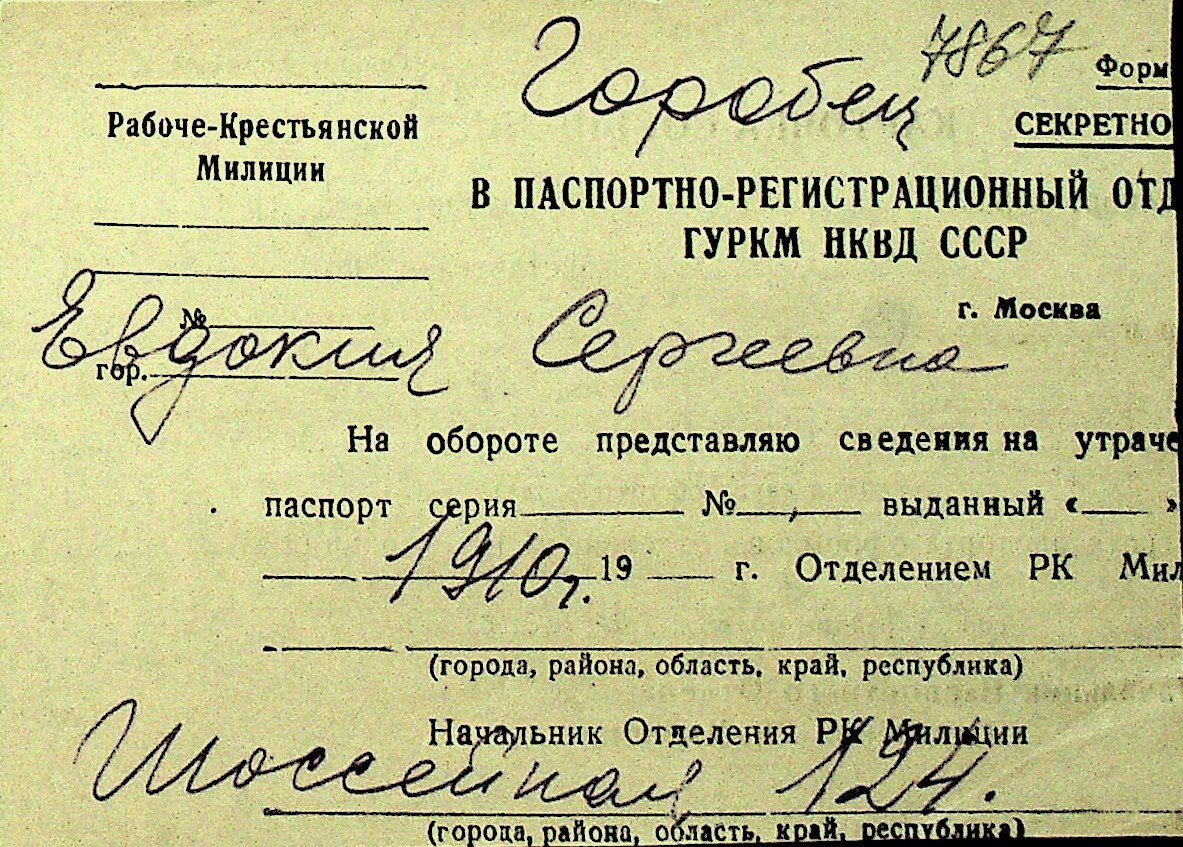 7867
Горобец
Форм
Рабоче-Крестьянской
Милиции
СЕКРЕТНО
В ПАСПОРТНО-РЕГИСТРАЦИОННЫЙ ОТД
ГУРКМ НКВД СССР
г. Москва
№
Евдокия Сергеевна
гор.
На обороте представляю сведения на утраче
паспорт серия № , выданный « »
1910г. 19 г. Отделением РК Мил
(города, района, область, край, республика)
Начальник Отделения РК Милиции
Шоссейная 124.
(города, района, область, край, республика)